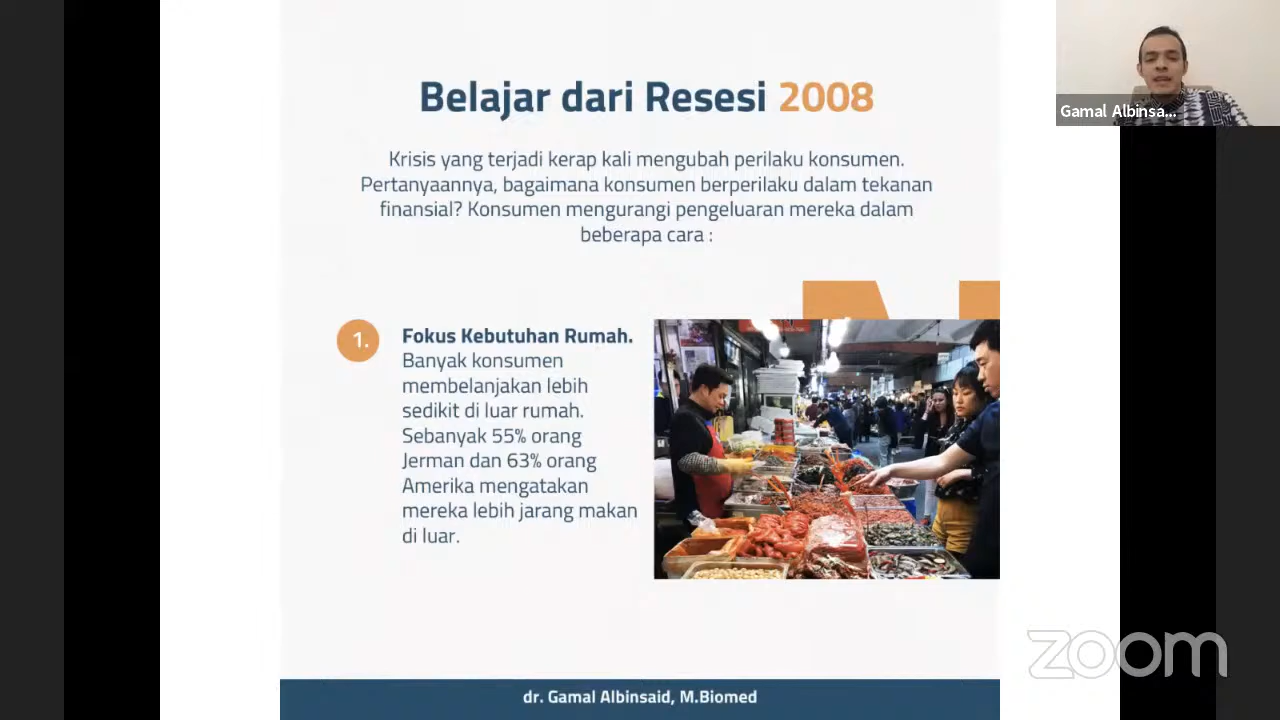 Belajar dari Resesi 2008
Gamal Albinsa...
Krisis yang terjadi kerap kali mengubah perilaku konsumen.
Pertanyaannya, bagaimana konsumen berperilaku dalam tekanan
finansial? Konsumen mengurangi pengeluaran mereka dalam
beberapa cara :
1.
Fokus Kebutuhan Rumah.
Banyak konsumen
membelanjakan lebih
sedikit di luar rumah.
Sebanyak 55% orang
Jerman dan 63% orang
Amerika mengatakan
mereka lebih jarang makan
di luar.
zoom
dr. Gamal Albinsaid, M.Biomed